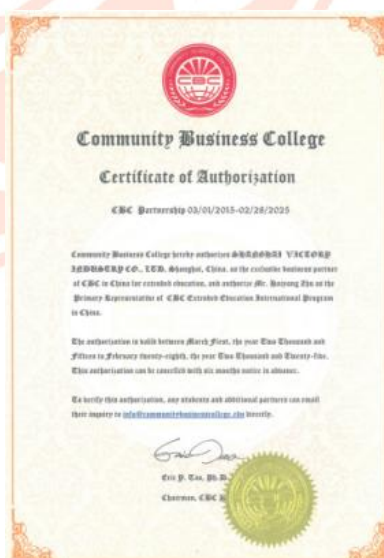 CBC
Community Business College
Certificate of Authorization
CBC Partnership 03/01/2015-02/28/2025
Community Business College hereby authorizes SHANGHAI VICTORY
INDUSTRY CO., LTD, Shanghai, China, as the exclusive business partner
of CBC in China for extended education, and authorize Mr. Haiyong Zhu as the
Primary Representative of CBC Extended Education International Program
in China.
The authorization is valid between March First, the year Two Thousand and
Fifteen to February twenty-eighth, the year Two Thousand and Twenty-five.
This authorization can be cancelled with six months notice in advance.
To verify this authorization, any students and additional partners can email
their inquiry to info@communitybusinesscollege.edu directly.
Eric Y. Tao, Ph.D.
Chairman, CBC